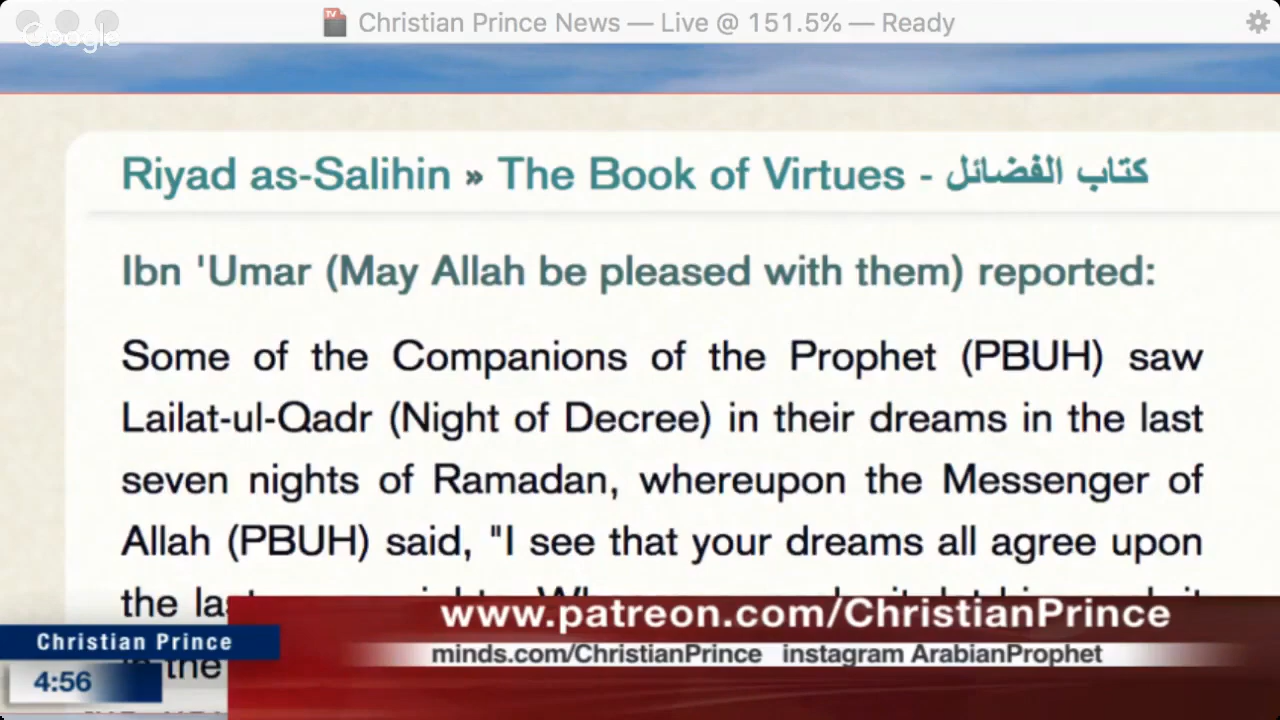 Christian Prince News — Live @ 151.5% — Ready
Google
Riyad as-Salihin » The Book of Virtues - كتاب الفضائل
Ibn 'Umar (May Allah be pleased with them) reported:
Some of the Companions of the Prophet (PBUH) saw
Lailat-ul-Qadr (Night of Decree) in their dreams in the last
seven nights of Ramadan, whereupon the Messenger of
Allah (PBUH) said, "I see that your dreams all agree upon
the
www.patreon.com/ChristianPrince
Christian Prince
minds.com/ChristianPrince instagram ArabianProphet
the
4:56